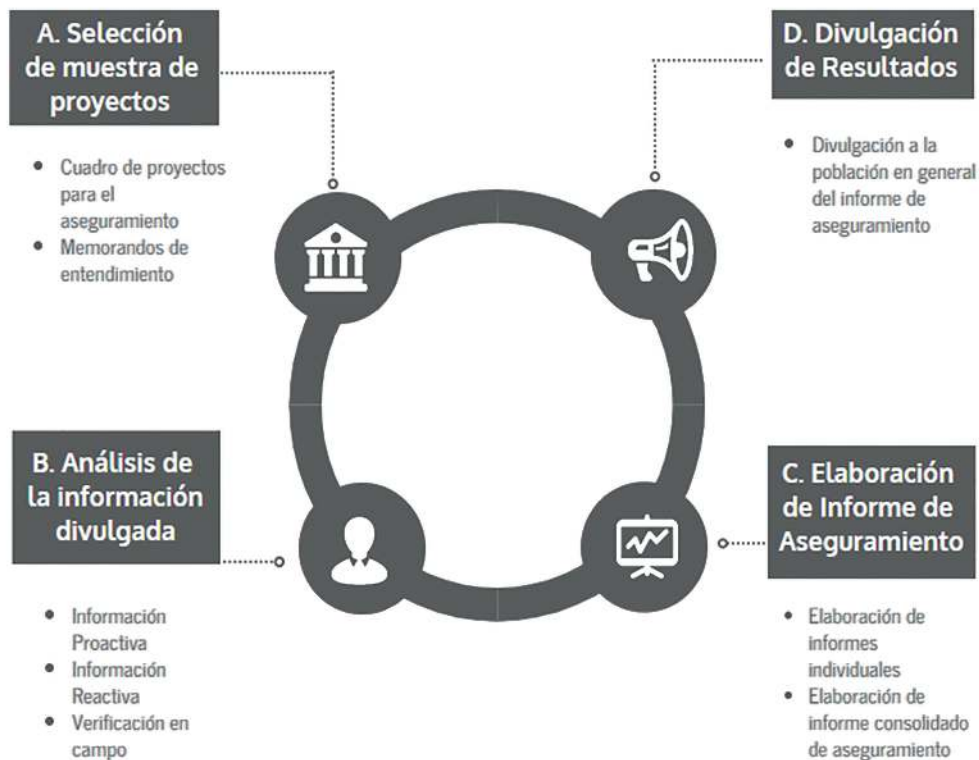 A. Selección
de muestra de
proyectos
• Cuadro de proyectos
para el
aseguramiento
• Memorandos de
entendimiento
B. Análisis de
la información
divulgada
• Información
Proactiva
• Información
Reactiva
• Verificación en
campo
C. Elaboración
de Informe de
Aseguramiento
• Elaboración de
informes
individuales
• Elaboración de
informe consolidado
de aseguramiento
D. Divulgación
de Resultados
• Divulgación a la
población en general
del informe de
aseguramiento